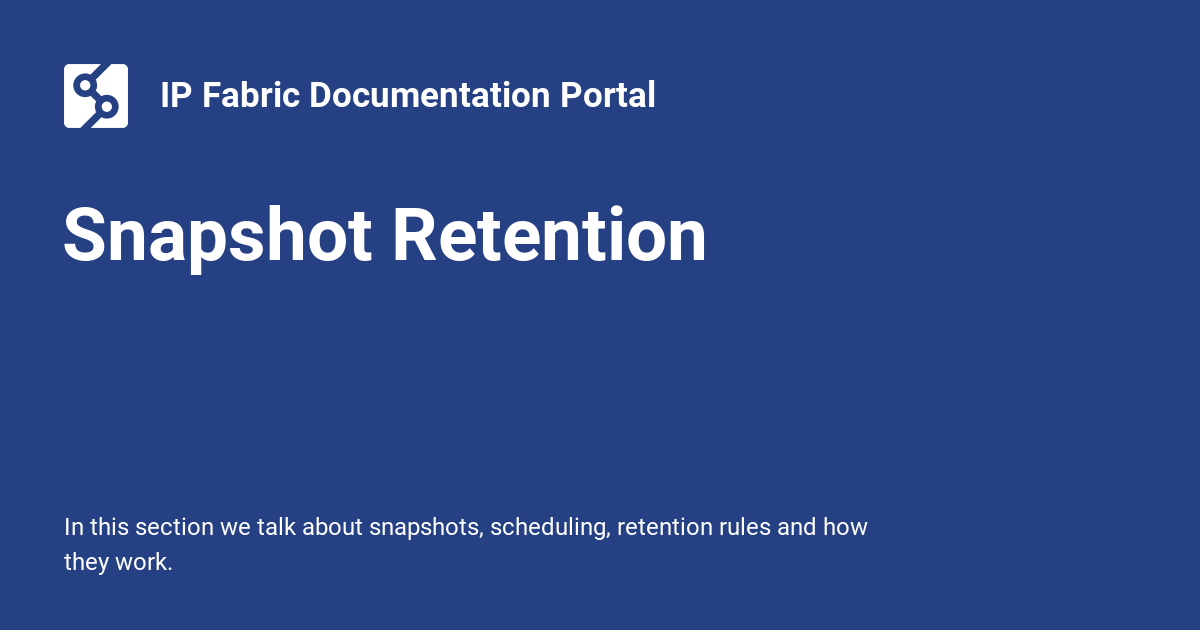 IP Fabric Documentation Portal
Snapshot Retention
In this section we talk about snapshots, scheduling, retention rules and how
they work.